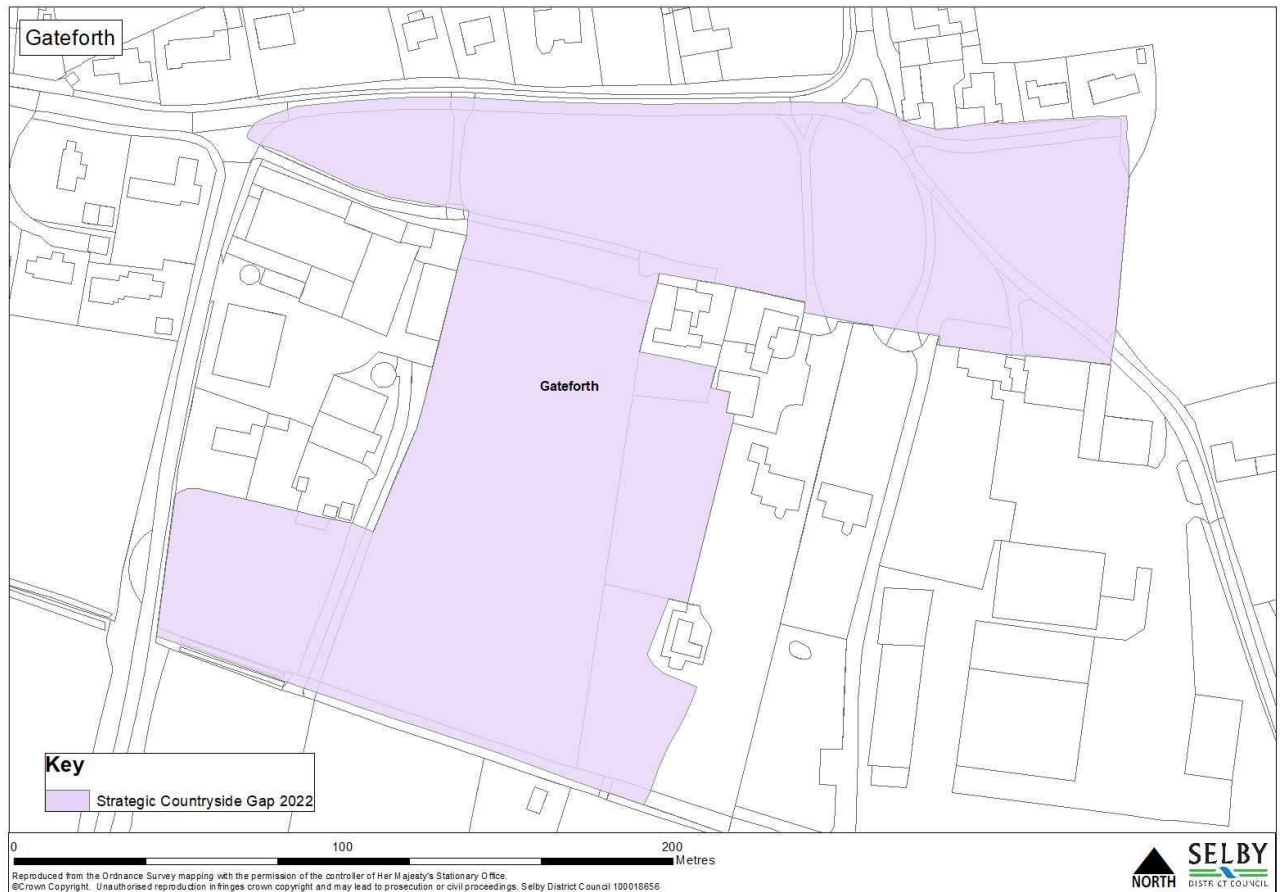 Gateforth
Gateforth
Key
Strategic Countryside Gap 2022
0 100 200
Metres
Reproduced from the Ordnance Survey mapping with the permission of the controller of Her Majesty's Stationary Office.
©Crown Copyright. Unauthorised reproduction infringes crown copyright and may lead to prosecution or civil proceedings. Selby District Council 100018656
NORTH
SELBY
DISTRICT COUNCIL